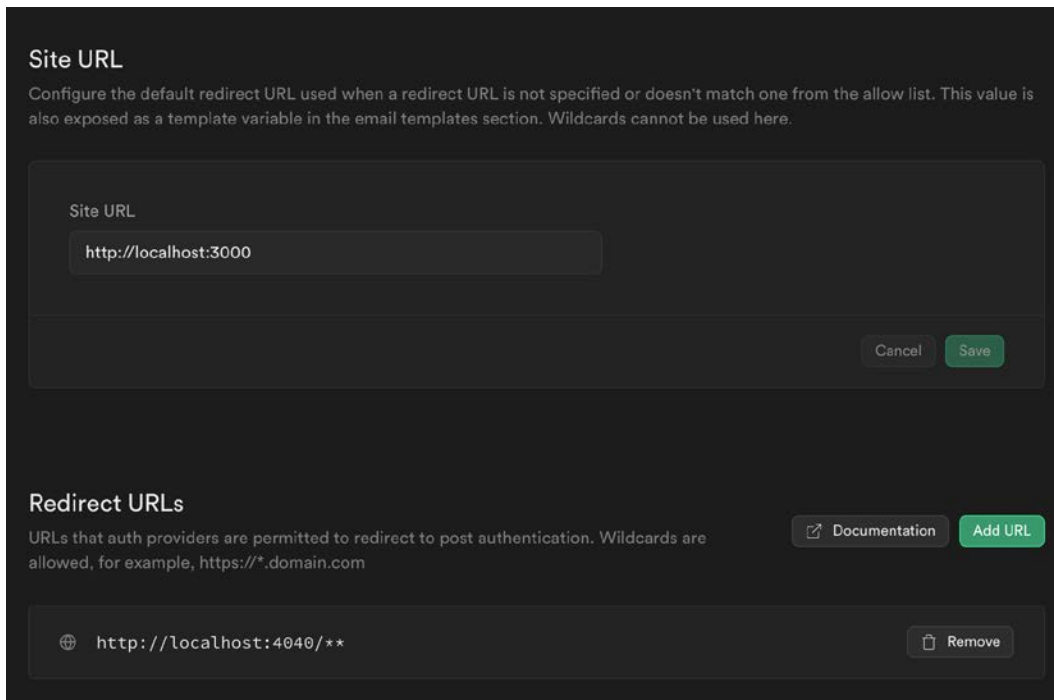 Site URL
Configure the default redirect URL used when a redirect URL is not specified or doesn't match one from the allow list. This value is
also exposed as a template variable in the email templates section. Wildcards cannot be used here.
Site URL
http://localhost:3000
Cancel Save
Redirect URLs
URLs that auth providers are permitted to redirect to post authentication. Wildcards are
allowed, for example, https://*.domain.com
Documentation Add URL
http://localhost:4040/** Remove